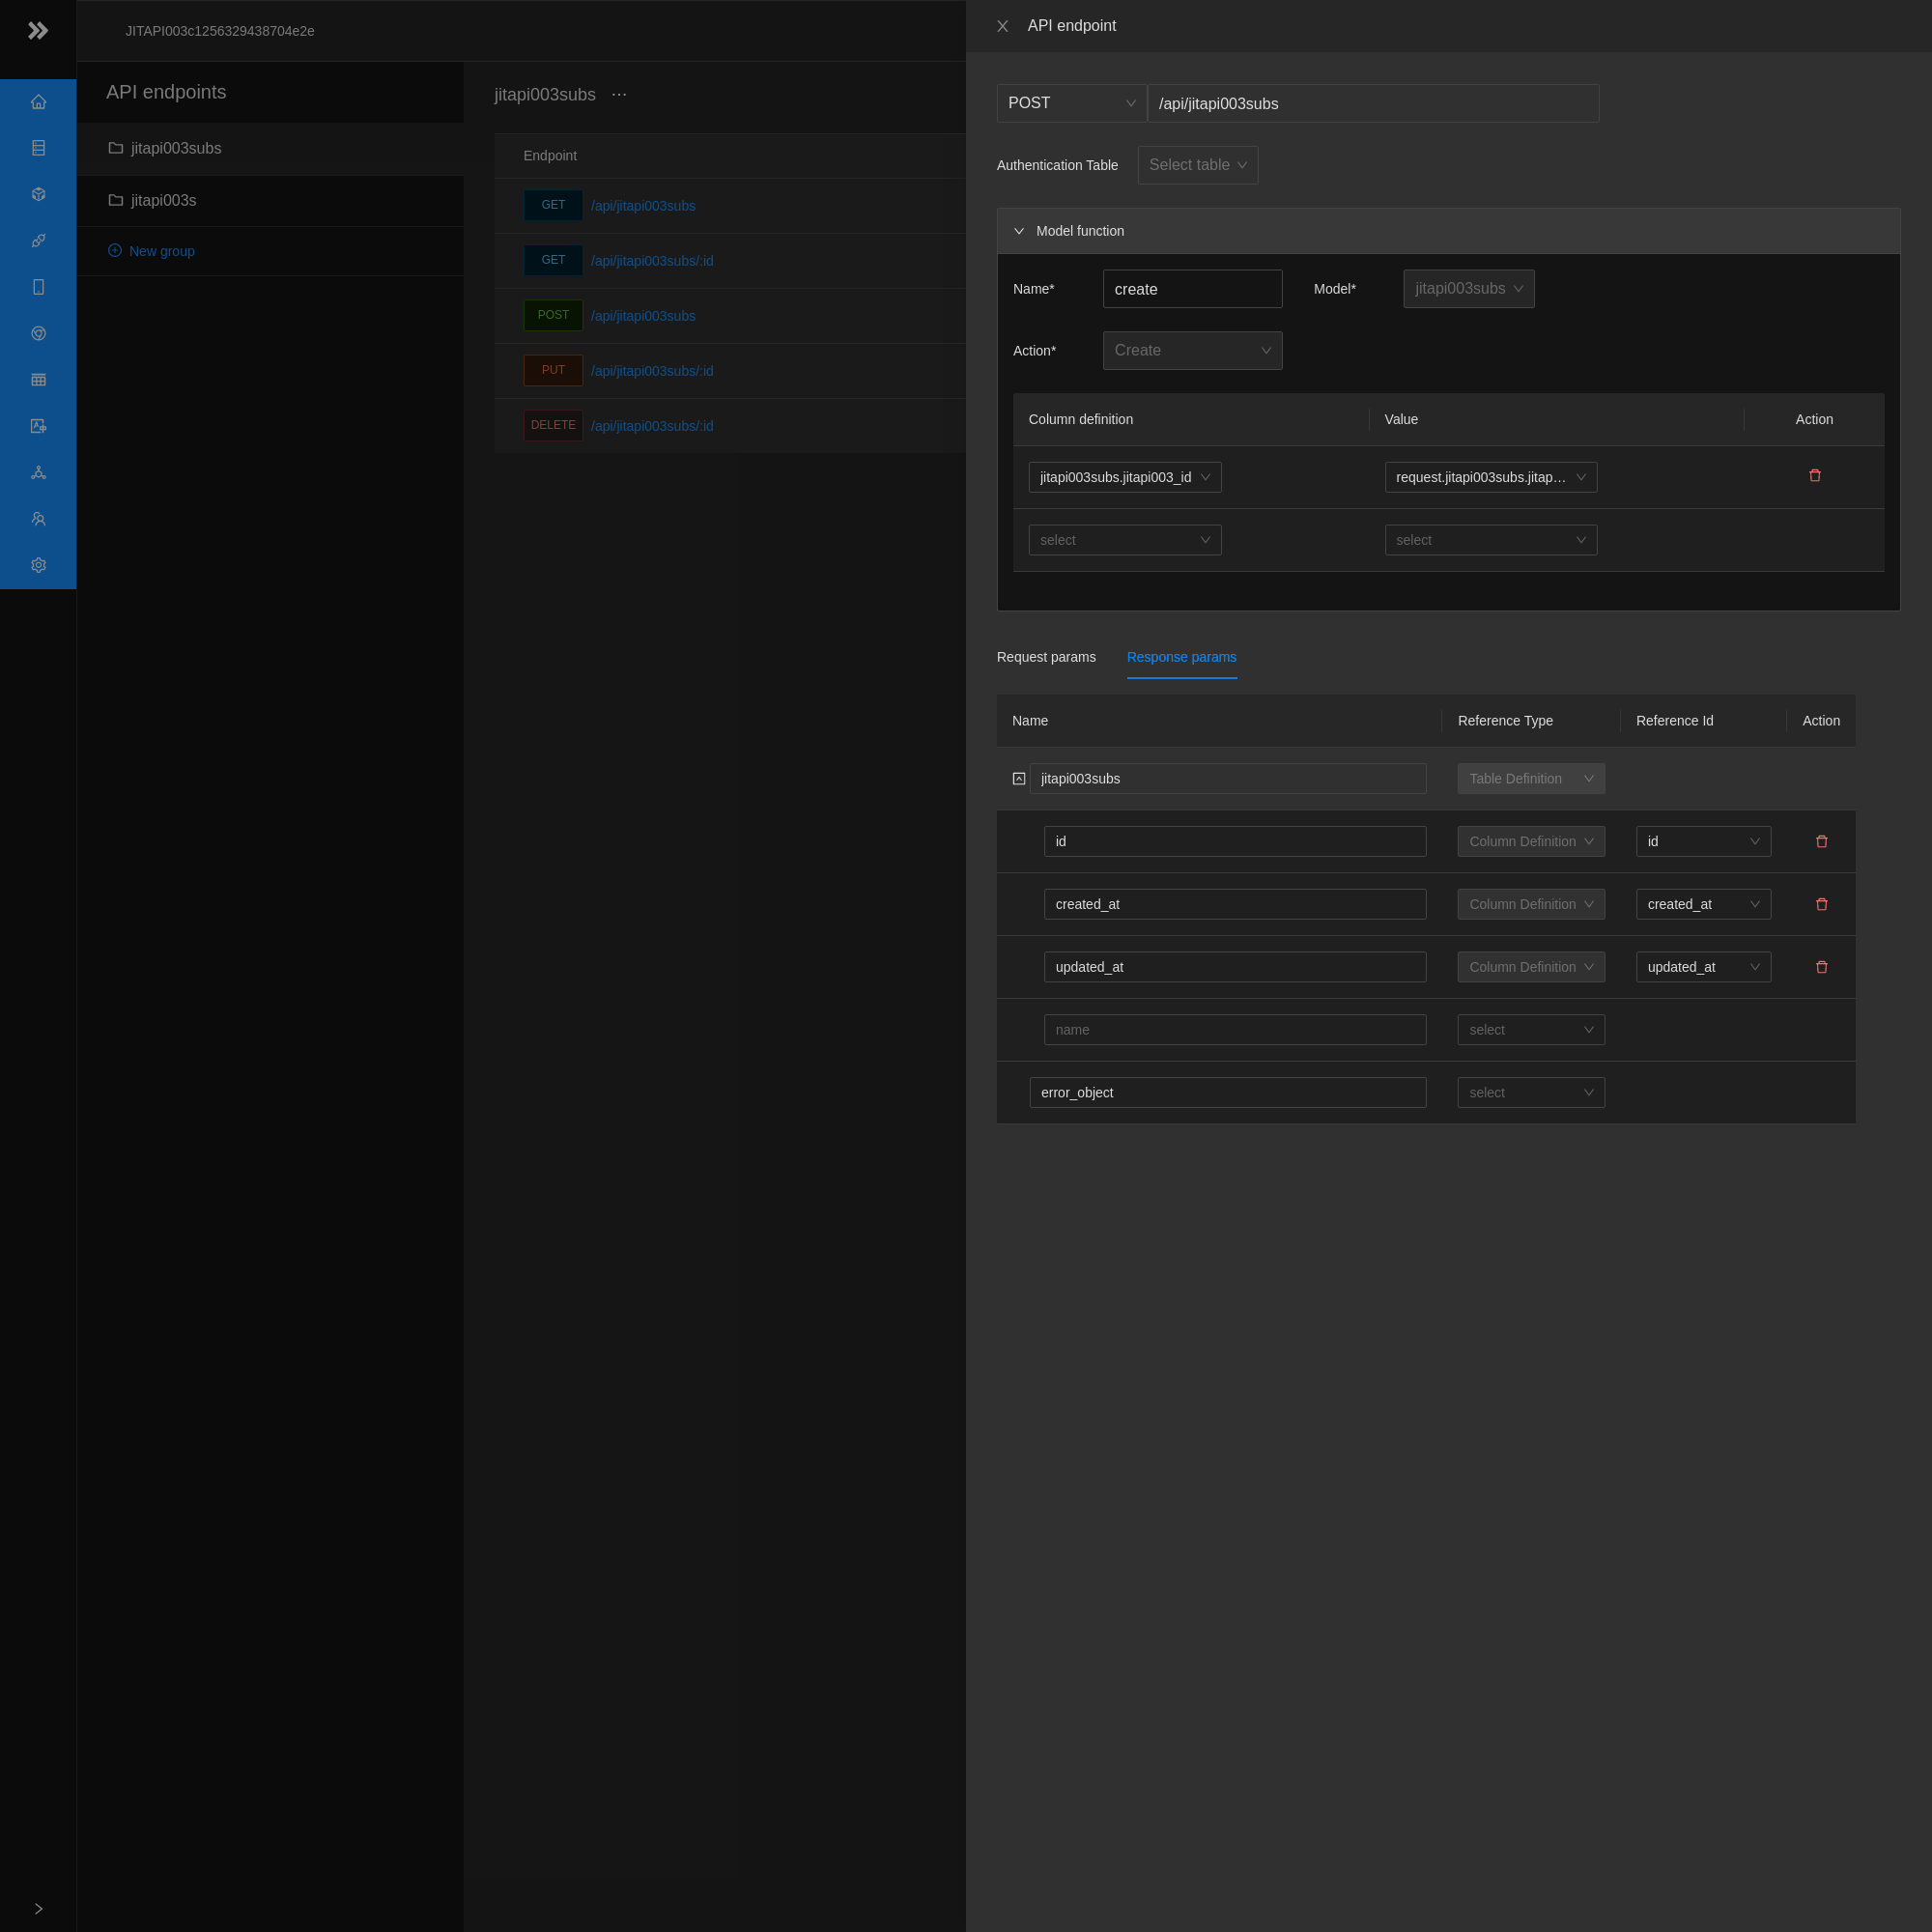 JITAPI003c1256329438704e2e
API endpoints
jitapi003subs
jitapi003s
New group
jitapi003subs ···
Endpoint
GET /api/jitapi003subs
GET /api/jitapi003subs/:id
POST /api/jitapi003subs
PUT /api/jitapi003subs/:id
DELETE /api/jitapi003subs/:id
API endpoint
POST /api/jitapi003subs
Authentication Table Select table
Model function
Name* create Model* jitapi003subs
Action* Create
Column definition Value Action
jitapi003subs.jitapi003_id request.jitapi003subs.jitap...
select select
Request params Response params
Name Reference Type Reference Id Action
jitapi003subs Table Definition
id Column Definition id
created_at Column Definition created_at
updated_at Column Definition updated_at
name select
error_object select